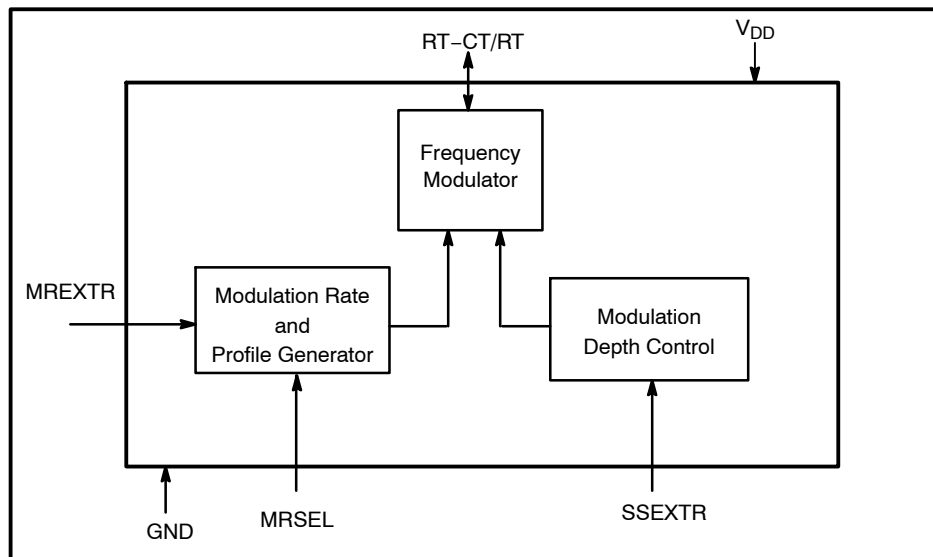 RT−CT/RT
VDD
Frequency
Modulator
MREXTR
Modulation Rate
and
Profile Generator
Modulation
Depth Control
GND
MRSEL
SSEXTR